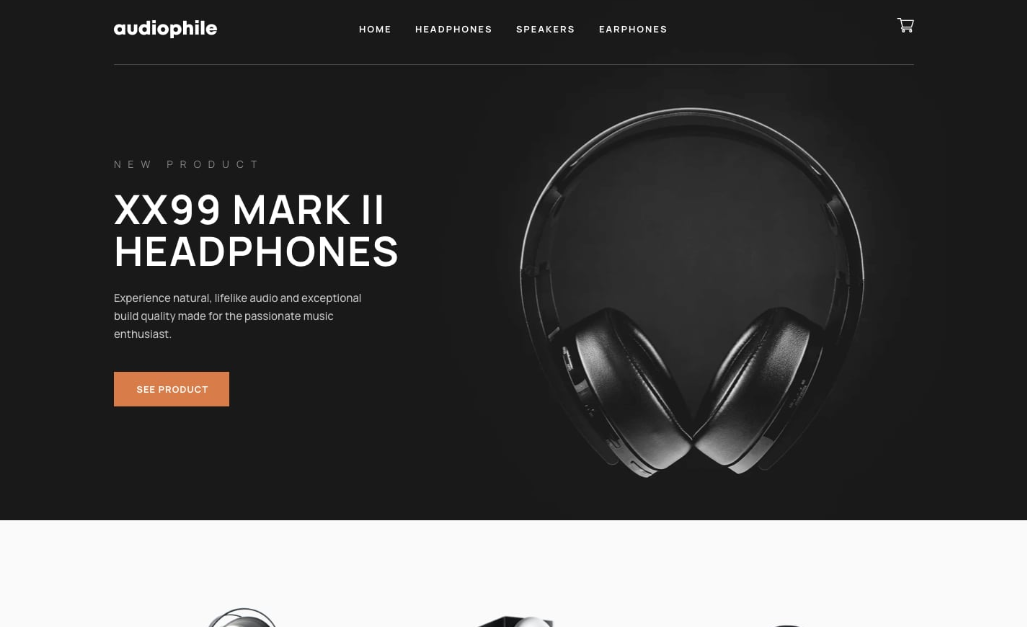 audiophile
HOME HEADPHONES SPEAKERS EARPHONES
NEW PRODUCT
XX99 MARK II
HEADPHONES
Experience natural, lifelike audio and exceptional
build quality made for the passionate music
enthusiast.
SEE PRODUCT